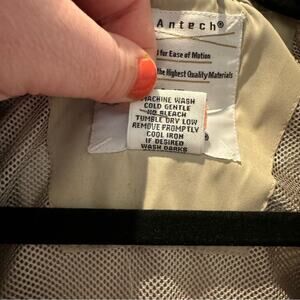 Antech®
for Ease of Motion
the Highest Quality Materials
MACHINE WASH
COLD GENTLE
NO BLEACH
TUMBLE DRY LOW
REMOVE PROMPTLY
COOL IRON
IF DESIRED
WASH DARKS
®